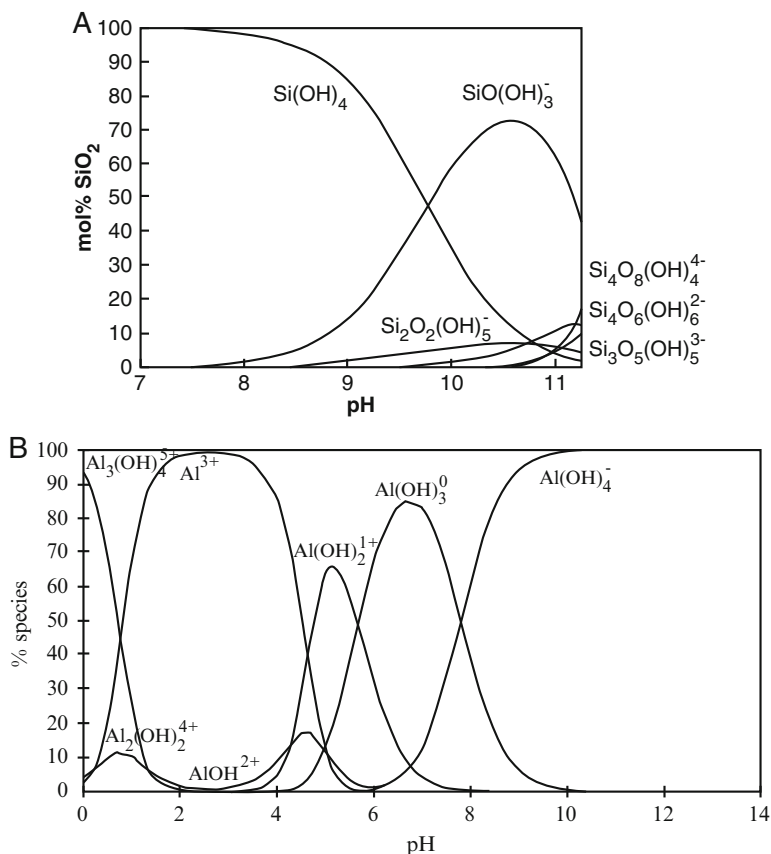 A
100
90
80
70
60
50
40
30
20
10
0
mol% SiO₂
Si(OH)₄
SiO(OH)₃⁻
Si₂O₂(OH)₅⁻
Si₄O₈(OH)₄⁴⁻
Si₄O₆(OH)₆²⁻
Si₃O₅(OH)₅³⁻
7 8 9 10 11
pH
B
100
90
80
70
60
50
40
30
20
10
0
% species
Al₃(OH)₄⁵⁺
Al³⁺
Al(OH)₂¹⁺
Al(OH)₃⁰
Al(OH)₄⁻
Al₂(OH)₂⁴⁺
AlOH²⁺
0 2 4 6 8 10 12 14
pH